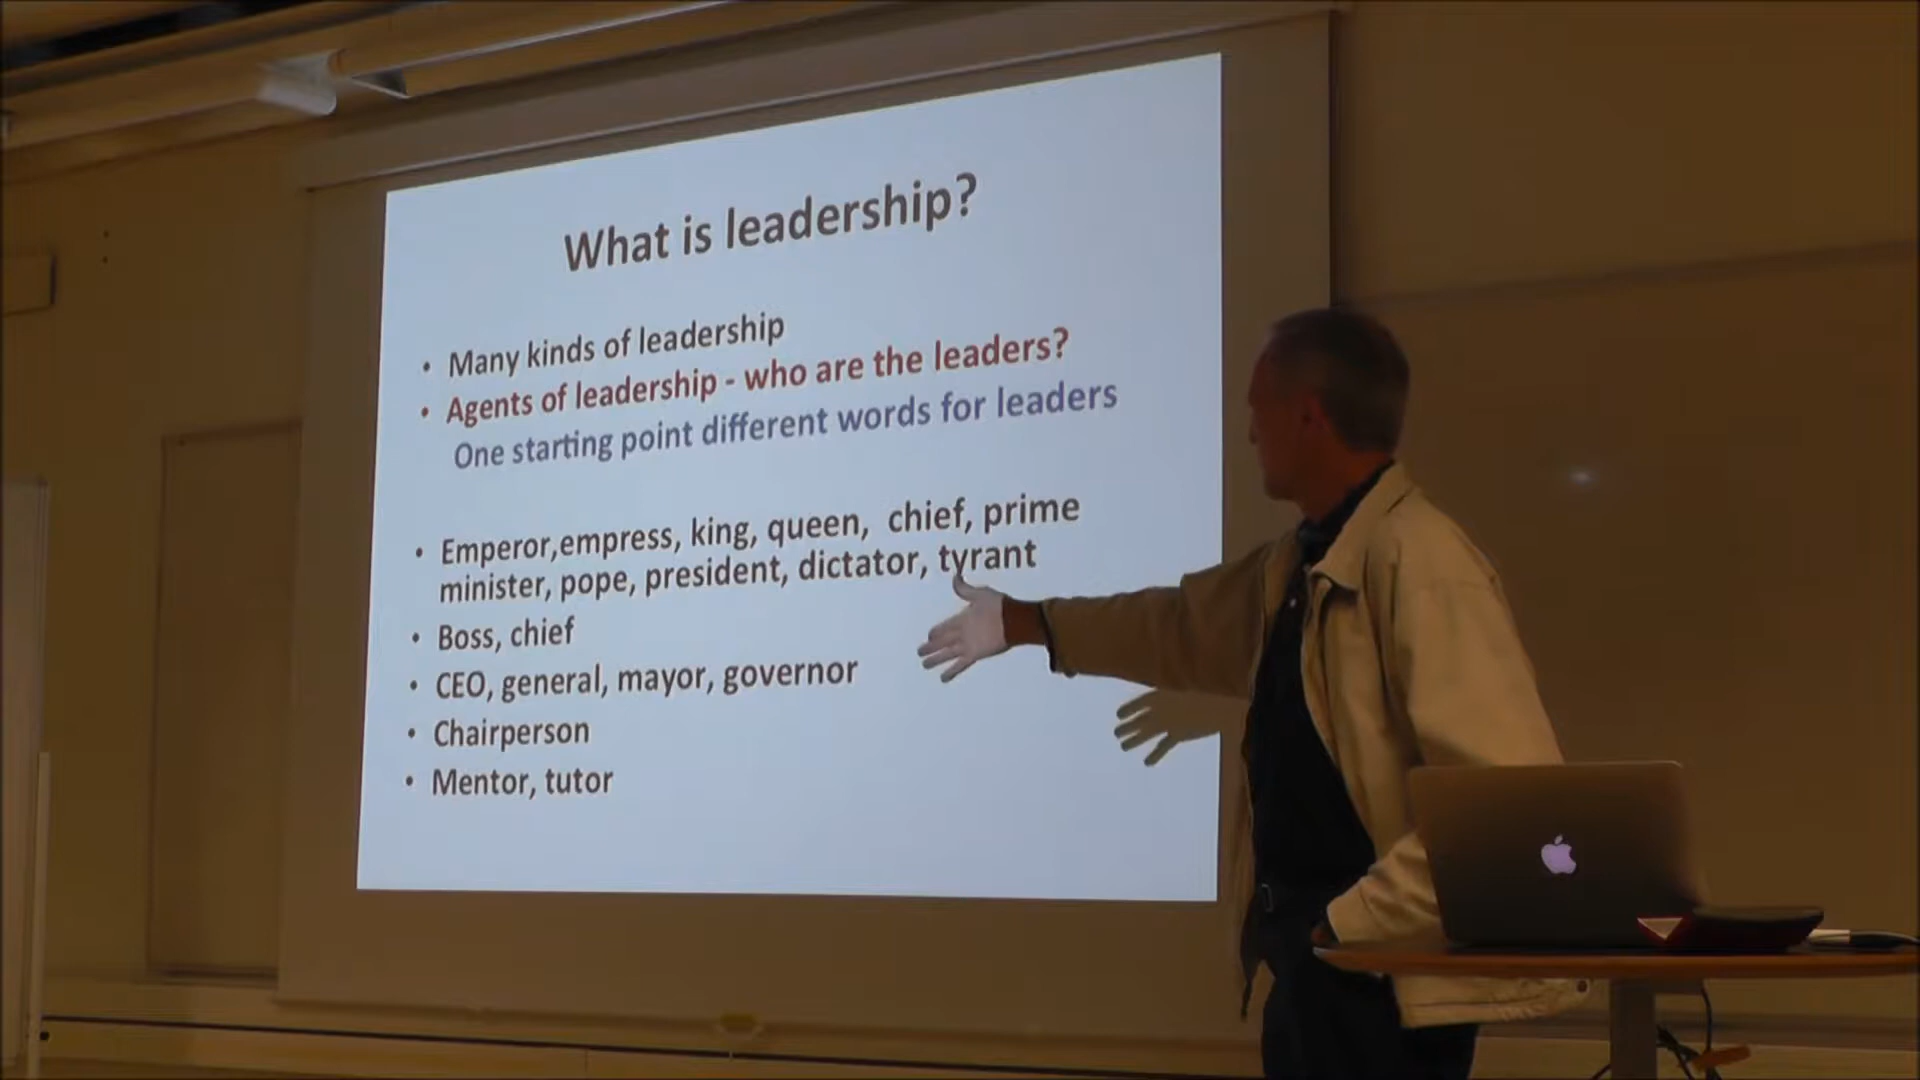 What is leadership?
• Many kinds of leadership
• Agents of leadership - who are the leaders?
One starting point different words for leaders
• Emperor,empress, king, queen, chief, prime
minister, pope, president, dictator, tyrant
• Boss, chief
• CEO, general, mayor, governor
• Chairperson
• Mentor, tutor